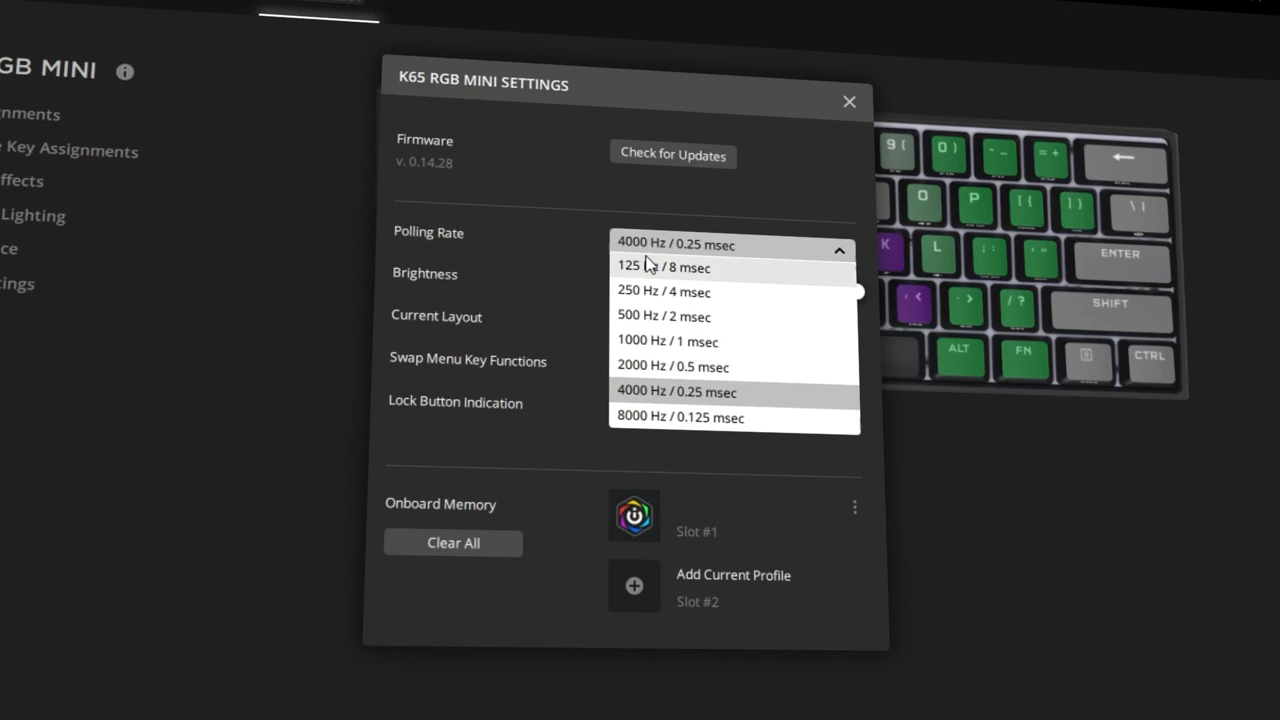 GB MINI
nments
e Key Assignments
ffects
Lighting
ce
ings
K65 RGB MINI SETTINGS
Firmware
v. 0.14.28
Check for Updates
Polling Rate
4000 Hz / 0.25 msec
125 Hz / 8 msec
250 Hz / 4 msec
500 Hz / 2 msec
1000 Hz / 1 msec
2000 Hz / 0.5 msec
4000 Hz / 0.25 msec
8000 Hz / 0.125 msec
Brightness
Current Layout
Swap Menu Key Functions
Lock Button Indication
Onboard Memory
Clear All
Slot #1
Add Current Profile
Slot #2
9 ( 0 ) - _ = +
O P [ { ] } \ |
K L ; : ' "
ENTER
, < . > / ?
SHIFT
ALT FN CTRL